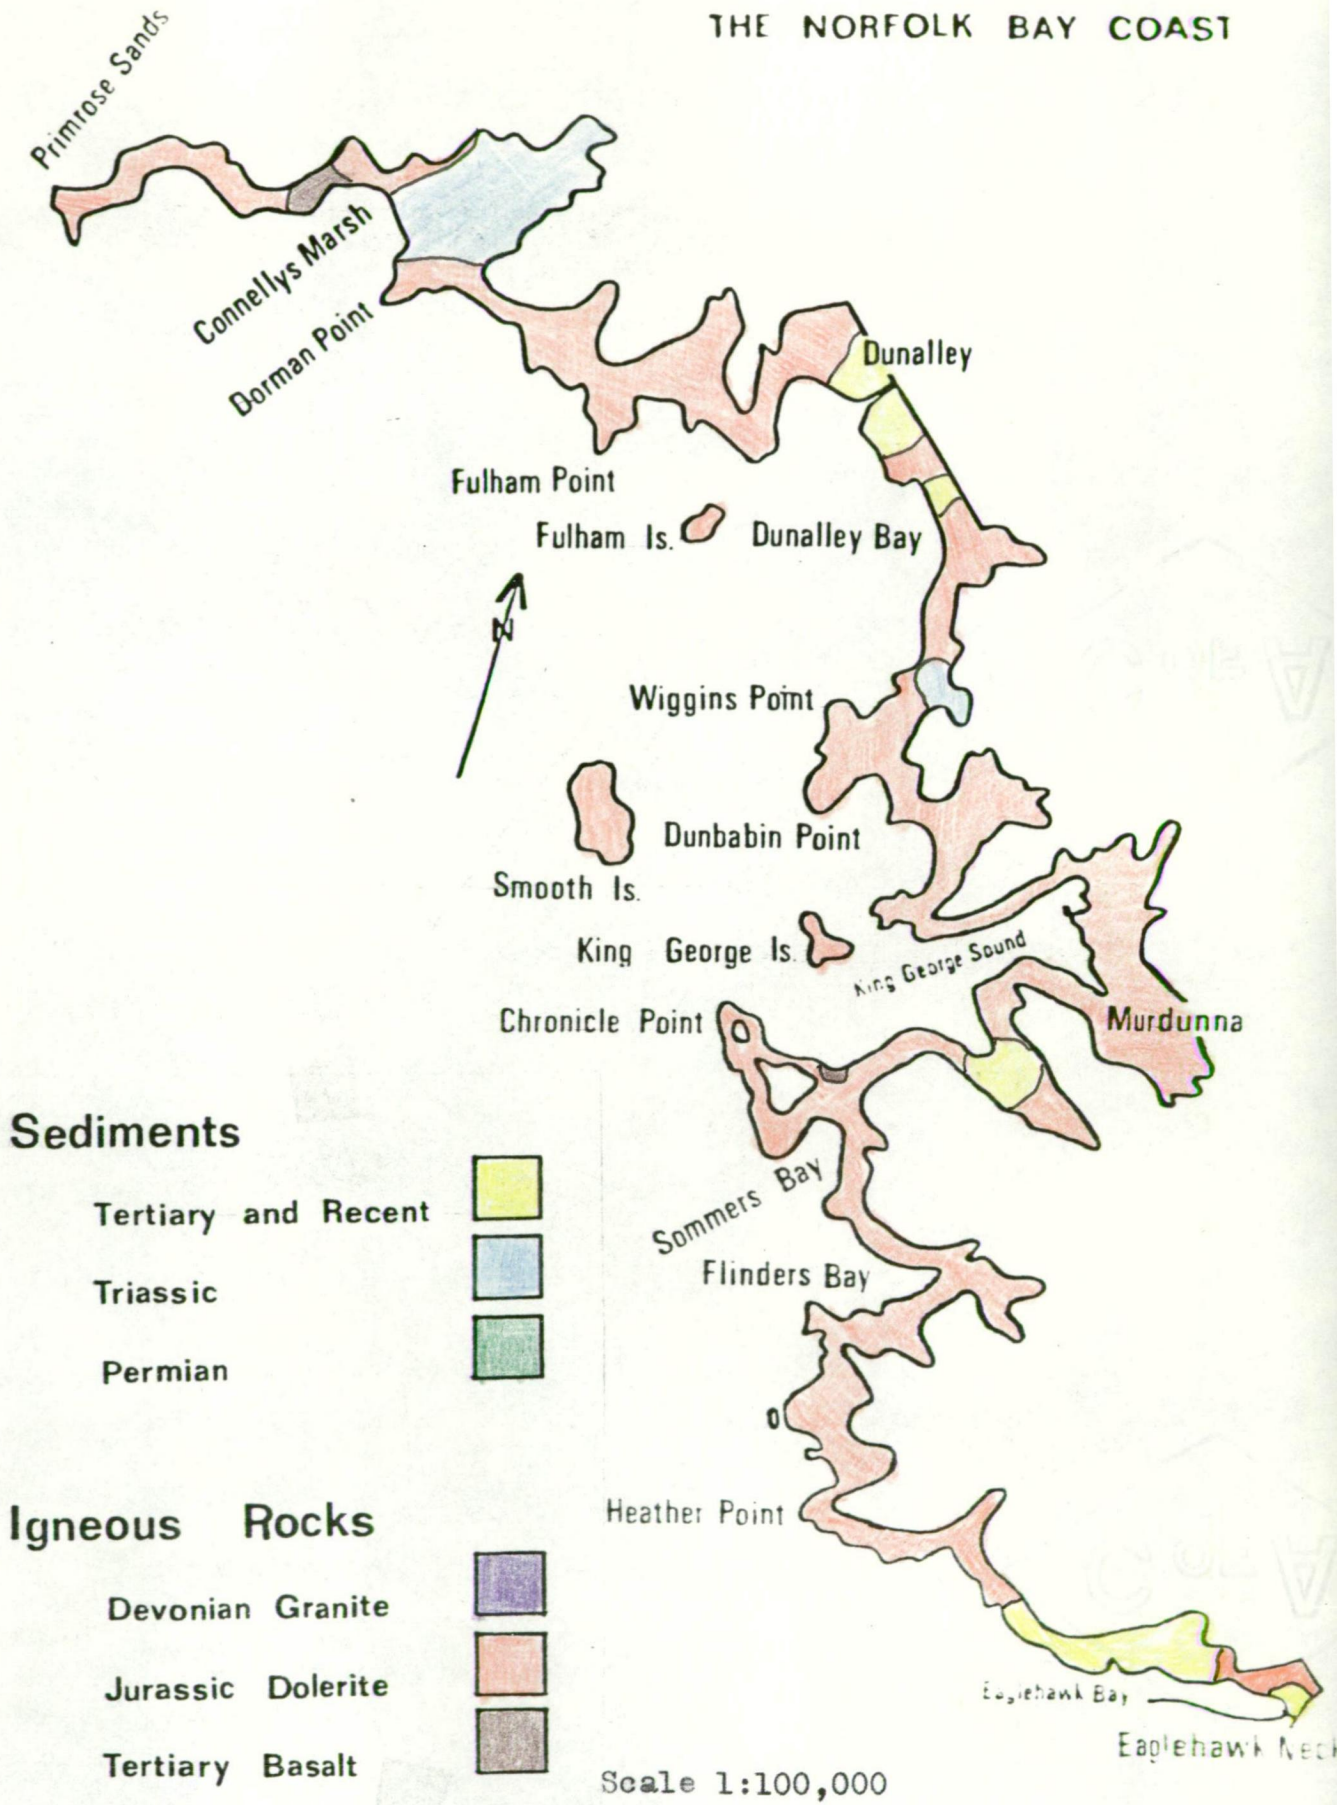 THE NORFOLK BAY COAST
Primrose Sands
Connellys Marsh
Dorman Point
Dunalley
Fulham Point
Fulham Is.
Dunalley Bay
N
Wiggins Point
Dunbabin Point
Smooth Is.
King George Is.
King George Sound
Chronicle Point
Murdunna
Sommers Bay
Flinders Bay
Heather Point
Eaglehawk Bay
Eaglehawk Neck
Sediments
Tertiary and Recent
Triassic
Permian
Igneous Rocks
Devonian Granite
Jurassic Dolerite
Tertiary Basalt
Scale 1:100,000